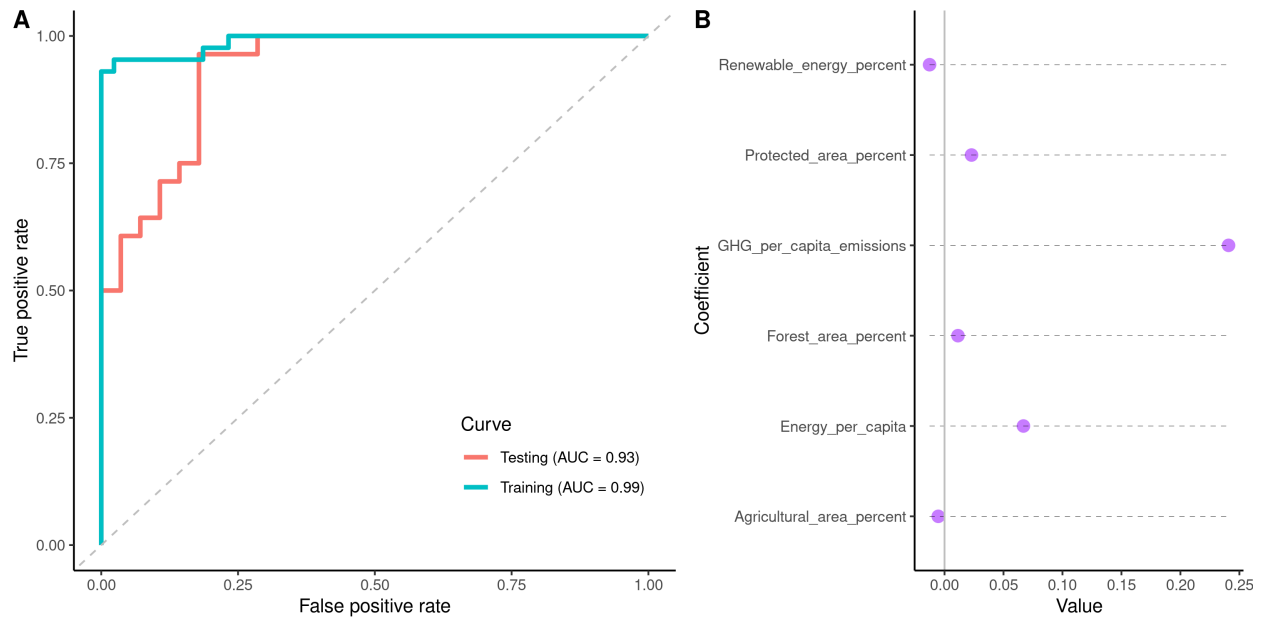 A
1.00
0.75
0.50
0.25
0.00
True positive rate
Curve
Testing (AUC = 0.93)
Training (AUC = 0.99)
0.00 0.25 0.50 0.75 1.00
False positive rate
B
Coefficient
Renewable_energy_percent
Protected_area_percent
GHG_per_capita_emissions
Forest_area_percent
Energy_per_capita
Agricultural_area_percent
0.00 0.05 0.10 0.15 0.20 0.25
Value